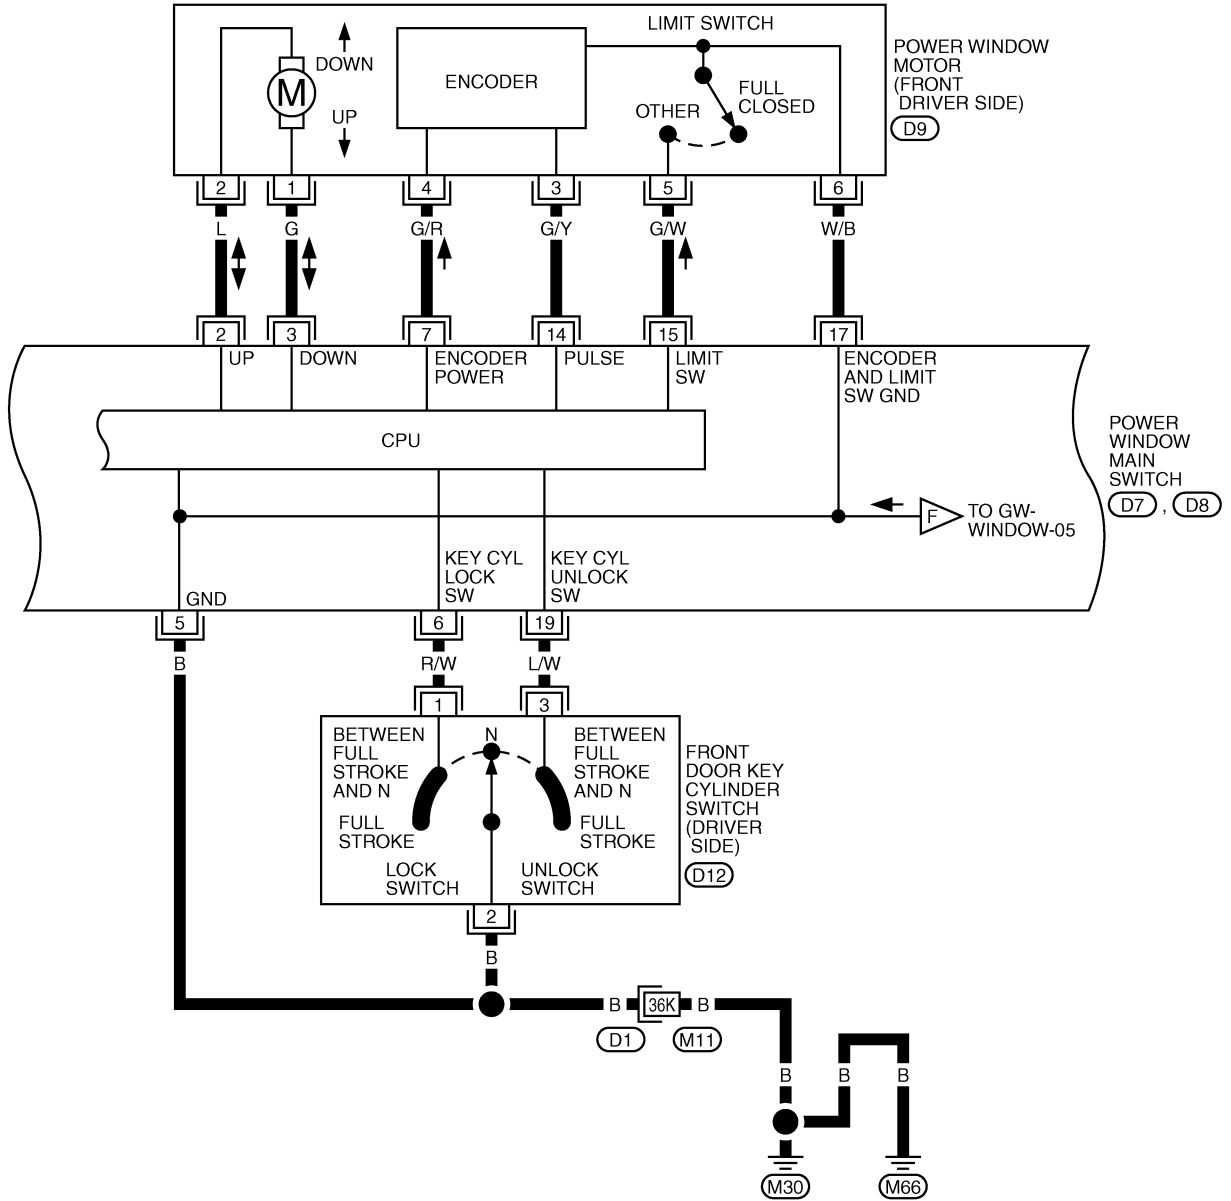 LIMIT SWITCH
DOWN
M
UP
ENCODER
OTHER
FULL
CLOSED
POWER WINDOW
MOTOR
(FRONT
DRIVER SIDE)
D9
2
1
4
3
5
6
L
G
G/R
G/Y
G/W
W/B
2
3
7
14
15
17
UP
DOWN
ENCODER
POWER
PULSE
LIMIT
SW
ENCODER
AND LIMIT
SW GND
CPU
POWER
WINDOW
MAIN
SWITCH
D7 , D8
F
TO GW-
WINDOW-05
KEY CYL
LOCK
SW
KEY CYL
UNLOCK
SW
GND
5
6
19
B
R/W
L/W
1
3
BETWEEN
FULL
STROKE
AND N
N
BETWEEN
FULL
STROKE
AND N
FULL
STROKE
FULL
STROKE
LOCK
SWITCH
UNLOCK
SWITCH
FRONT
DOOR KEY
CYLINDER
SWITCH
(DRIVER
SIDE)
D12
2
B
B
36K
B
D1
M11
B
B
B
M30
M66